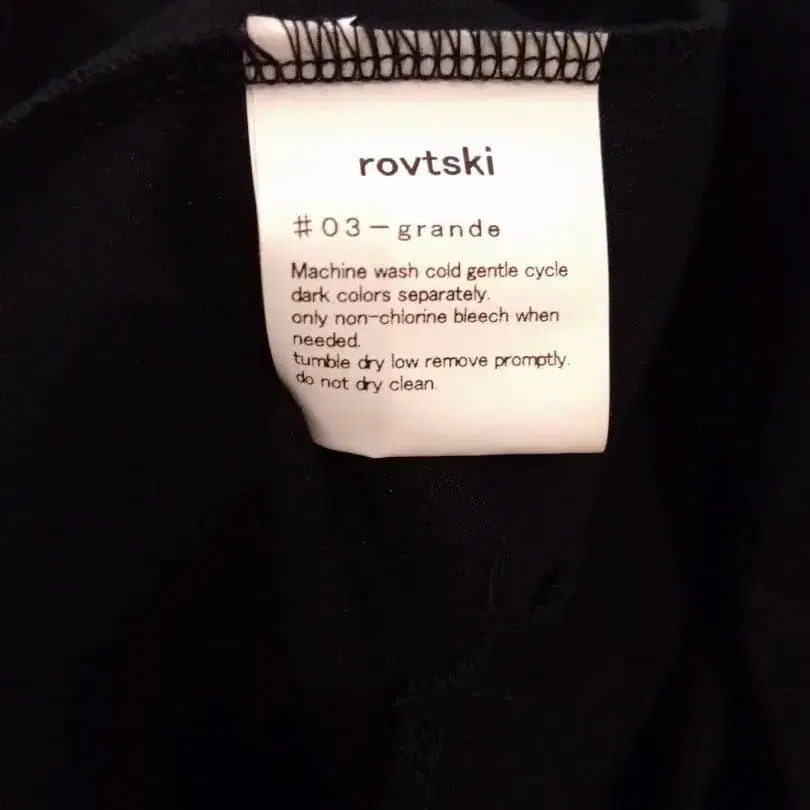 rovtski
#03-grande
Machine wash cold gentle cycle
dark colors separately.
only non-chlorine bleech when
needed.
tumble dry low remove promptly.
do not dry clean.